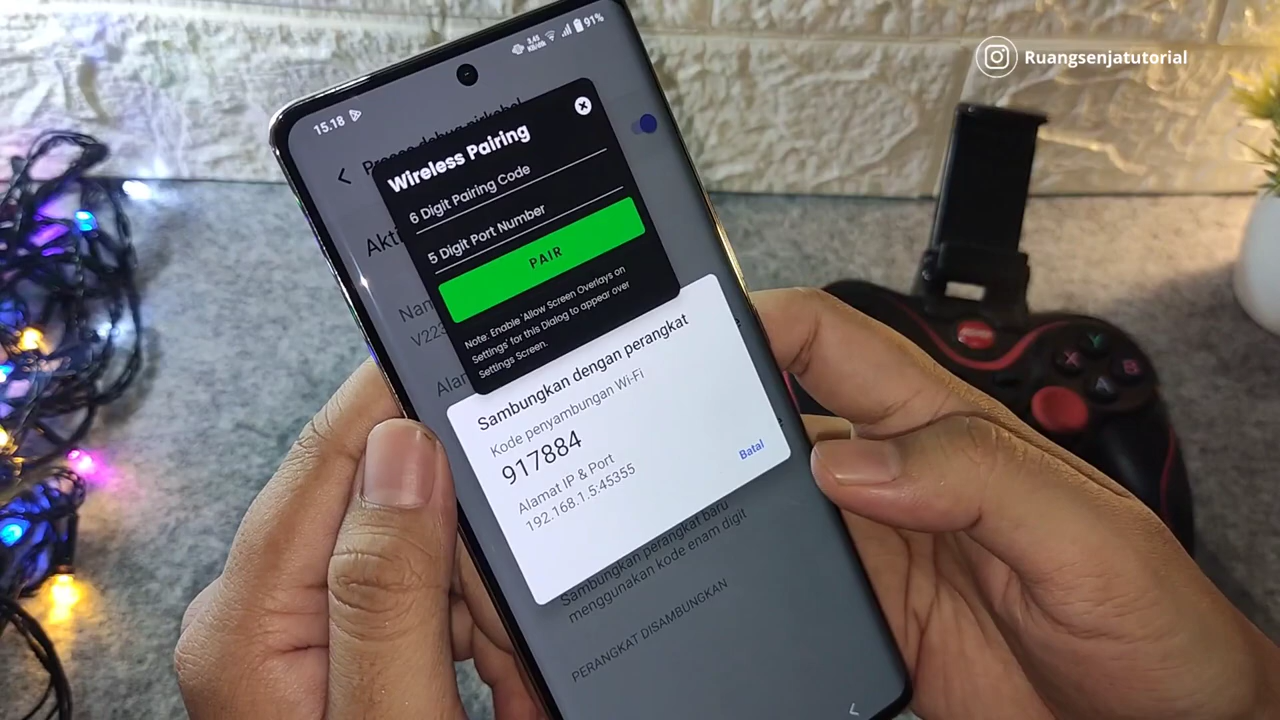 Ruangsenjatutorial
91%
3,45
15.18
Wireless Pairing
6 Digit Pairing Code
5 Digit Port Number
PAIR
Note: Enable 'Allow Screen Overlays on
Settings' for this Dialog to appear over
Settings Screen.
Sambungkan dengan perangkat
Kode penyambungan Wi-Fi
917884
Alamat IP & Port
192.168.1.5:45355
Batal
Sambungkan perangkat baru
menggunakan kode enam digit
PERANGKAT DISAMBUNGKAN
Y
X
B
A